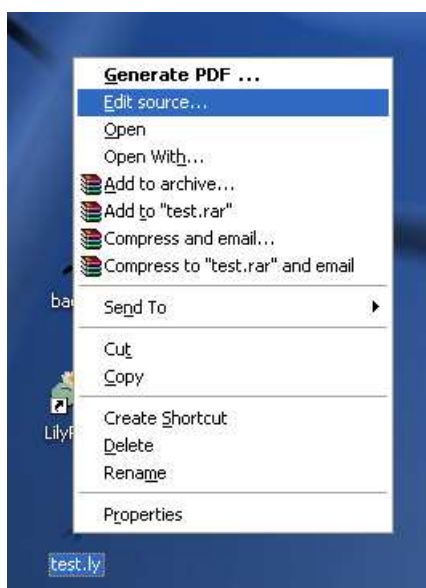 Generate PDF ...
Edit source...
Open
Open With...
Add to archive...
Add to "test.rar"
Compress and email...
Compress to "test.rar" and email
Send To
Cut
Copy
Create Shortcut
Delete
Rename
Properties
test.ly